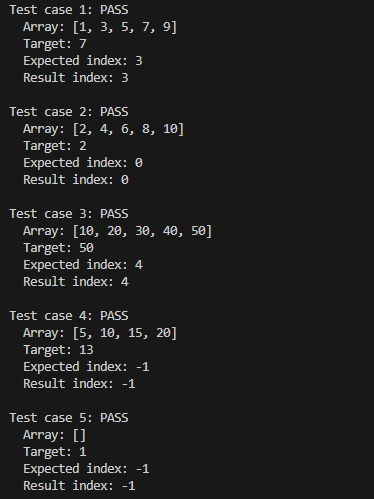 Test case 1: PASS
Array: [1, 3, 5, 7, 9]
Target: 7
Expected index: 3
Result index: 3
Test case 2: PASS
Array: [2, 4, 6, 8, 10]
Target: 2
Expected index: 0
Result index: 0
Test case 3: PASS
Array: [10, 20, 30, 40, 50]
Target: 50
Expected index: 4
Result index: 4
Test case 4: PASS
Array: [5, 10, 15, 20]
Target: 13
Expected index: -1
Result index: -1
Test case 5: PASS
Array: []
Target: 1
Expected index: -1
Result index: -1